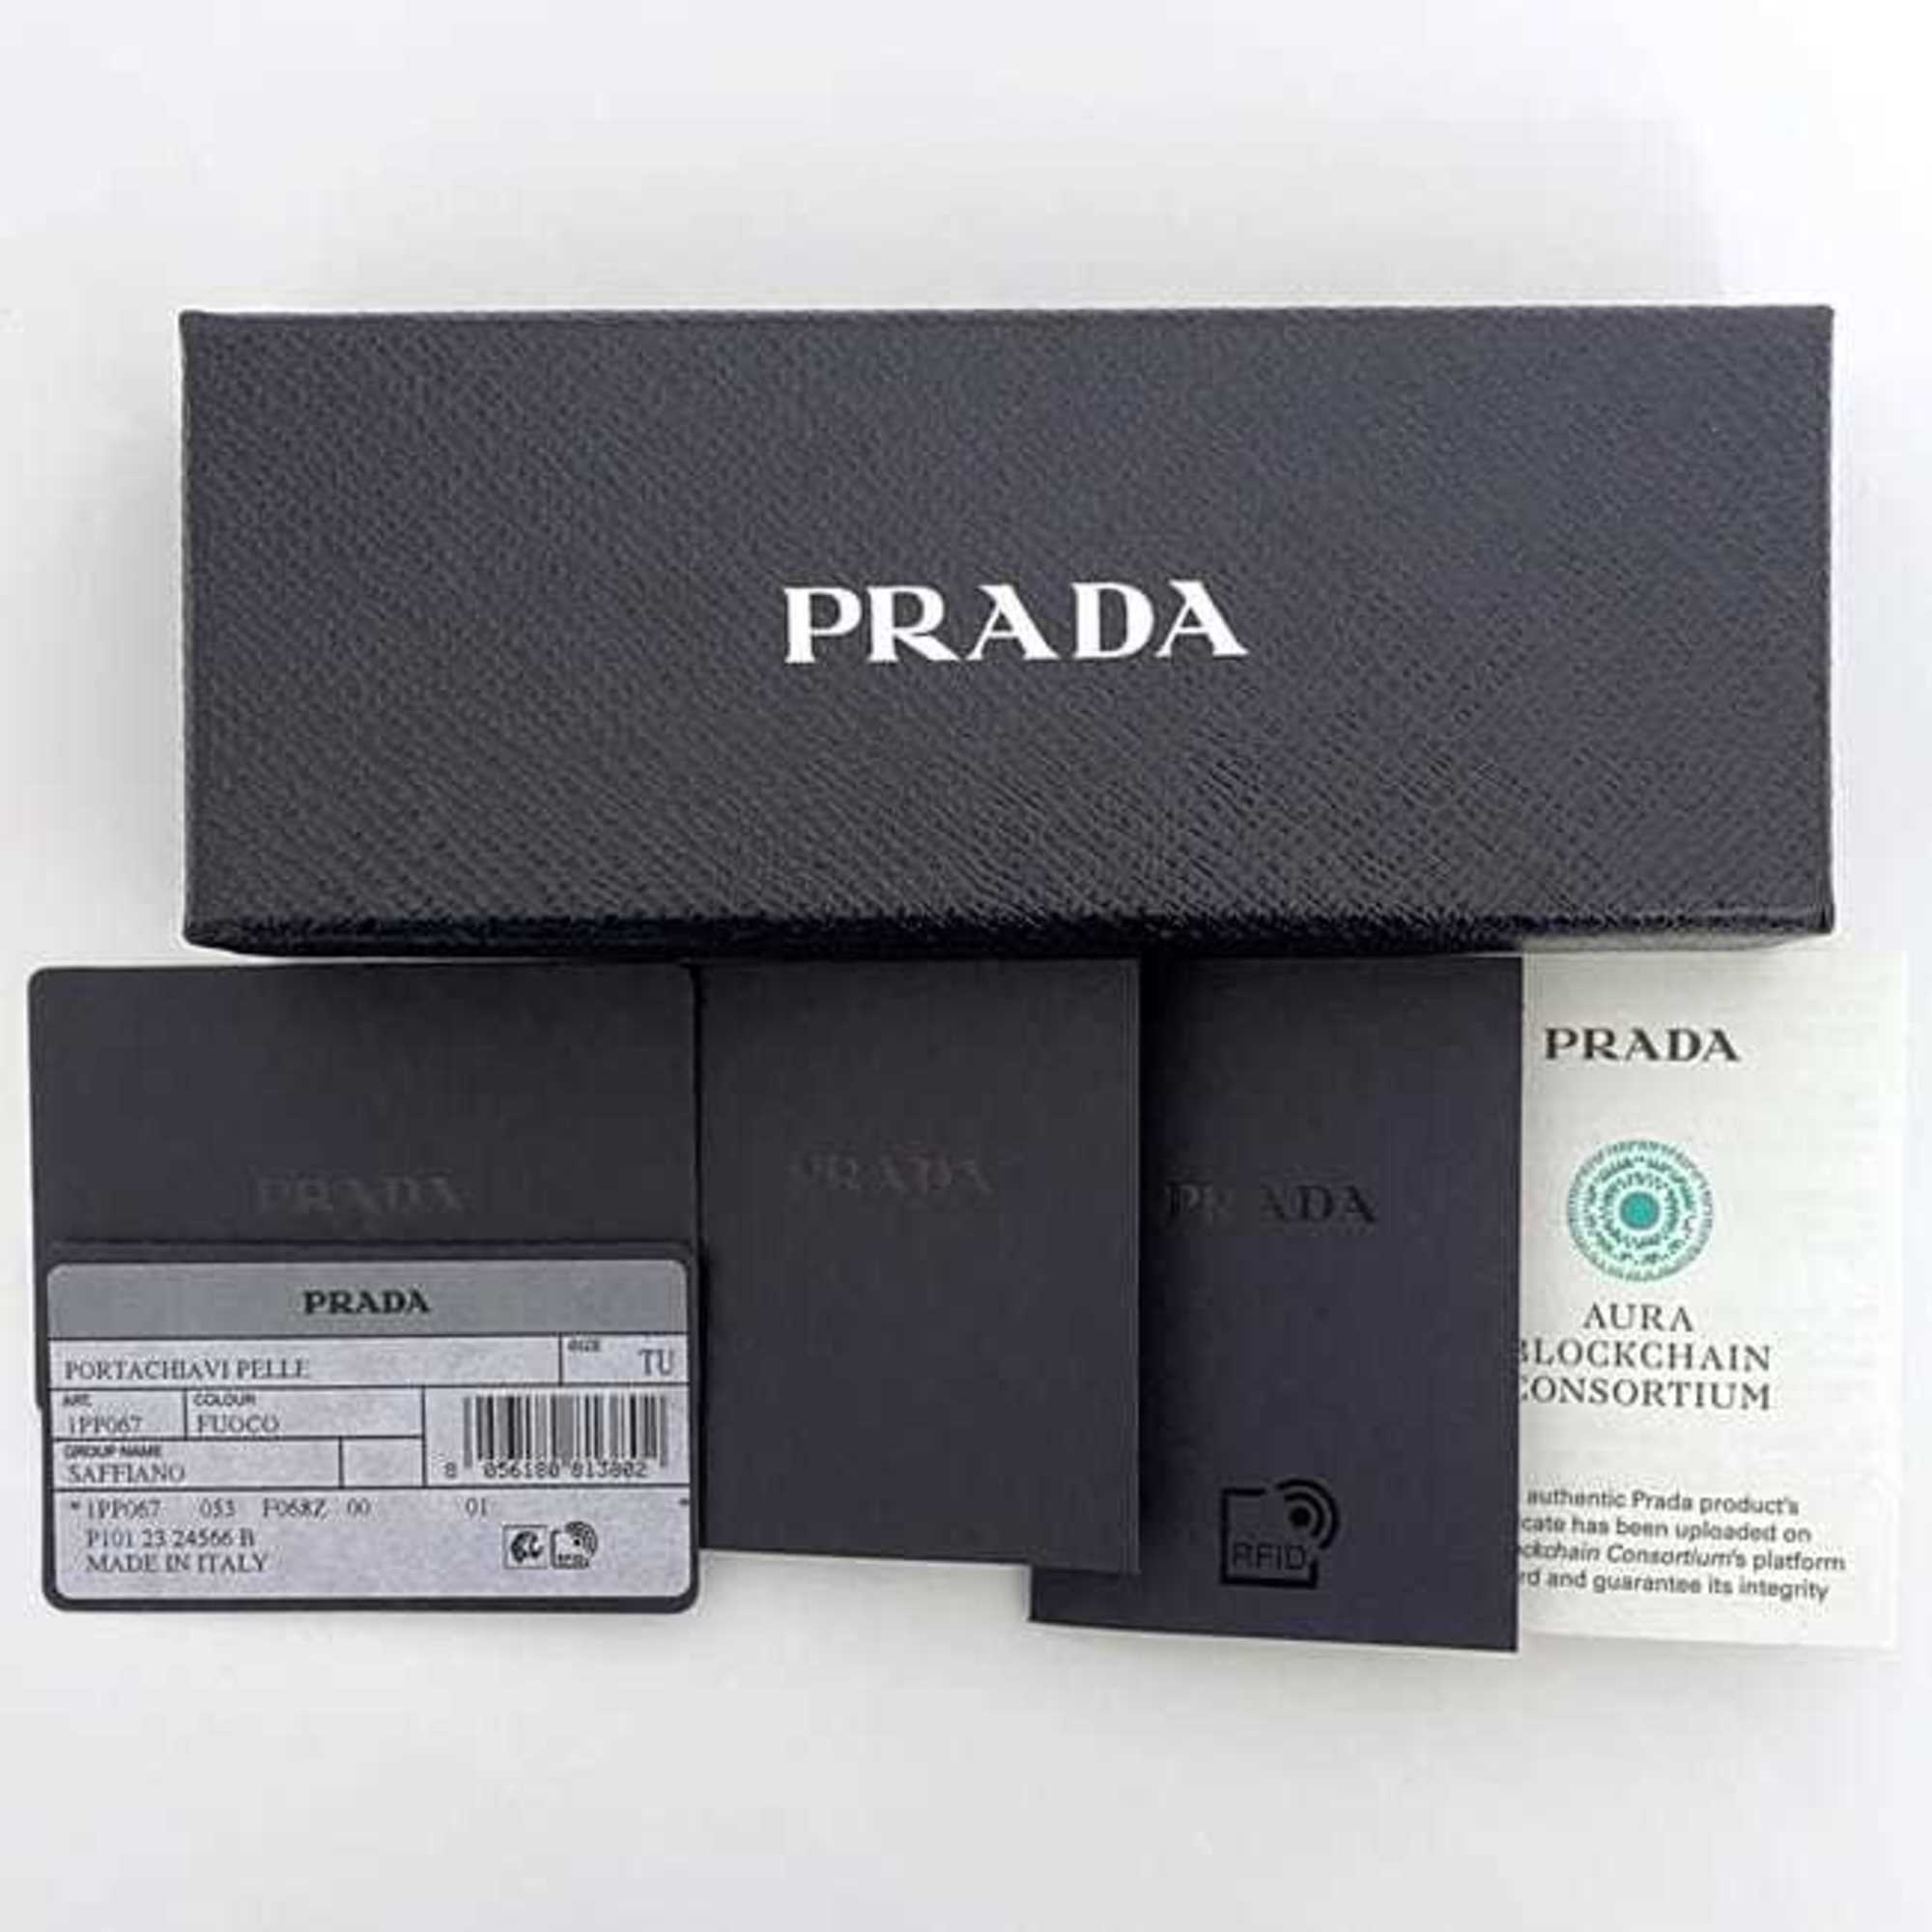 PRADA
PRADA
PRADA
PRADA
PRADA
AURA
BLOCKCHAIN
CONSORTIUM
authentic Prada product's
cate has been uploaded on
ckchain Consortium's platform
rd and guarantee its integrity
RFID
PRADA
PORTACHIAVI PELLE
SIZE
TU
ART.
1PP067
COLOUR
FUOCO
GROUP NAME
SAFFIANO
8 056180 813802
* 1PP067 053 F068Z 00 01 *
P101 23 24566 B
MADE IN ITALY